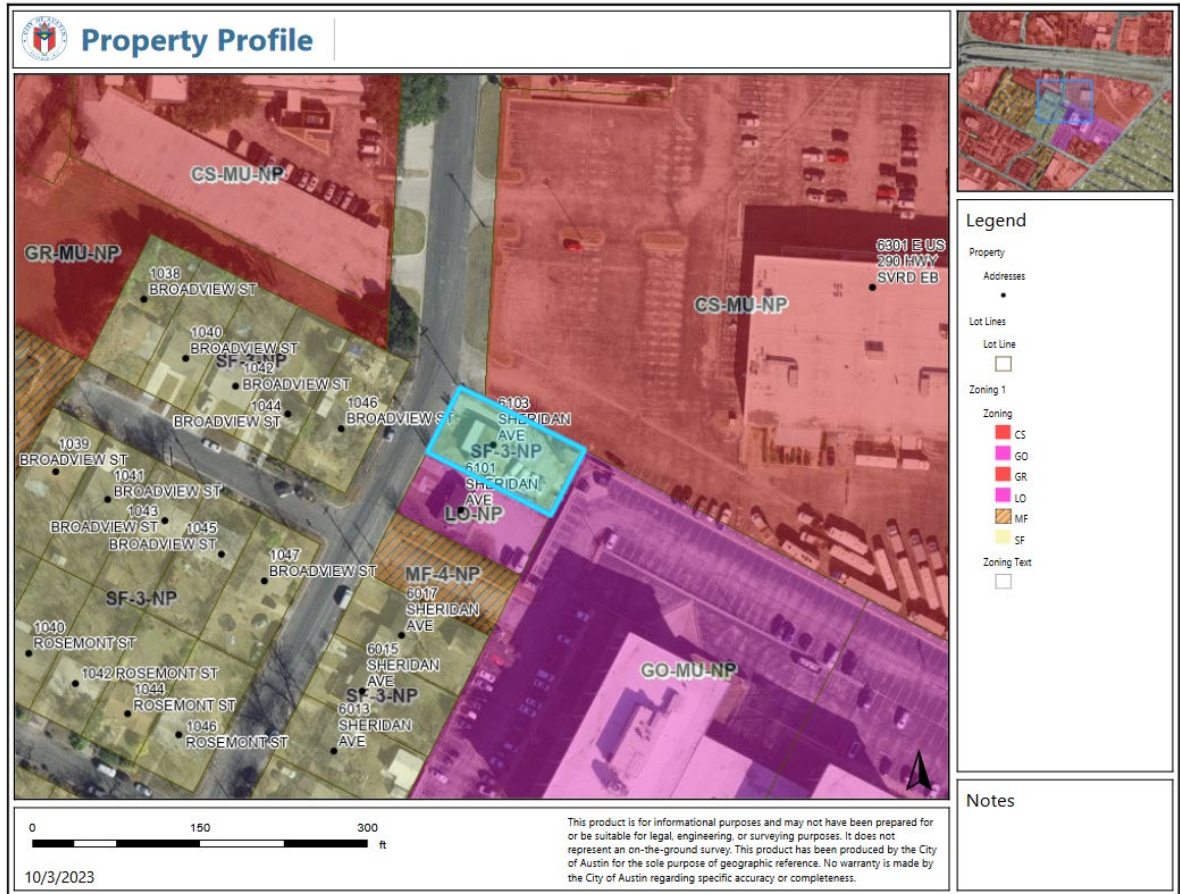 Property Profile
CS-MU-NP
6301 E US
290 HWY
SVRD EB
GR-MU-NP
1038
BROADVIEW ST
CS-MU-NP
1040
BROADVIEW ST
SF-3-NP
1042
BROADVIEW ST
1044
BROADVIEW ST
1046
BROADVIEW ST
6103
SHERIDAN
AVE
SF-3-NP
1039
BROADVIEW ST
1041
BROADVIEW ST
1043
BROADVIEW ST
1045
BROADVIEW ST
6101
SHERIDAN
AVE
LO-NP
1047
BROADVIEW ST
MF-4-NP
SF-3-NP
6017
SHERIDAN
AVE
1040
ROSEMONT ST
6015
SHERIDAN
AVE
GO-MU-NP
1042 ROSEMONT ST
1044
ROSEMONT ST
SF-3-NP
1046
ROSEMONT ST
6013
SHERIDAN
AVE
Legend
Property
Addresses
Lot Lines
Lot Line
Zoning 1
Zoning
CS
GO
GR
LO
MF
SF
Zoning Text
Notes
0 150 300
ft
10/3/2023
This product is for informational purposes and may not have been prepared for
or be suitable for legal, engineering, or surveying purposes. It does not
represent an on-the-ground survey. This product has been produced by the City
of Austin for the sole purpose of geographic reference. No warranty is made by
the City of Austin regarding specific accuracy or completeness.